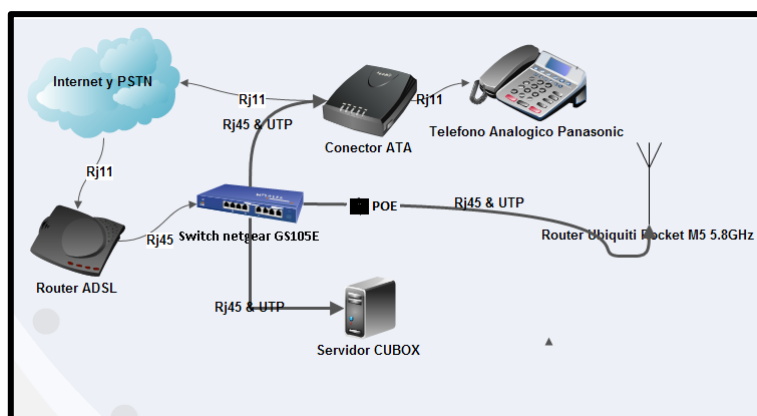 Internet y PSTN
Rj11
Rj11
Rj45 & UTP
Conector ATA
Telefono Analogico Panasonic
Rj11
Rj45
Switch netgear GS105E
POE
Rj45 & UTP
Router Ubiquiti Rocket M5 5.8GHz
Router ADSL
Rj45 & UTP
Servidor CUBOX